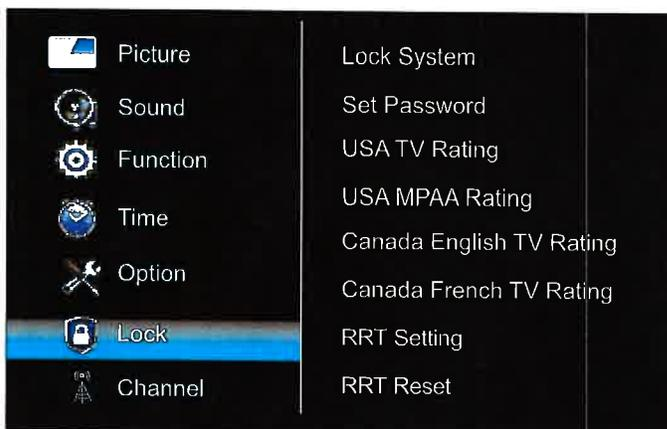 Picture
Sound
Function
Time
Option
Lock
Channel
Lock System
Set Password
USA TV Rating
USA MPAA Rating
Canada English TV Rating
Canada French TV Rating
RRT Setting
RRT Reset